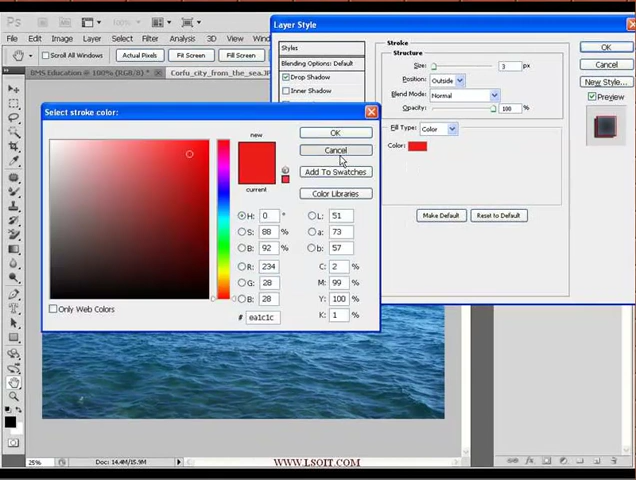 Ps
100%
Layer Style
File Edit Image Layer Select Filter Analysis 3D View Window
Scroll All Windows Actual Pixels Fit Screen Fill Screen
BMS Education @ 100% (RGB/8) * × Corfu_city_from_the_sea.JP
Styles
Blending Options: Default
Drop Shadow
Inner Shadow
Stroke
Structure
Size: 3 px
Position: Outside
Blend Mode: Normal
Opacity: 100 %
Fill Type: Color
Color:
Make Default Reset to Default
OK
Cancel
New Style...
Preview
Select stroke color:
new
current
OK
Cancel
Add To Swatches
Color Libraries
H: 0 ° L: 51
S: 88 % a: 73
B: 92 % b: 57
R: 234 C: 2 %
G: 28 M: 99 %
B: 28 Y: 100 %
# ea1c1c K: 1 %
Only Web Colors
25% Doc: 14.4M/15.9M
WWW.LSOIT.COM